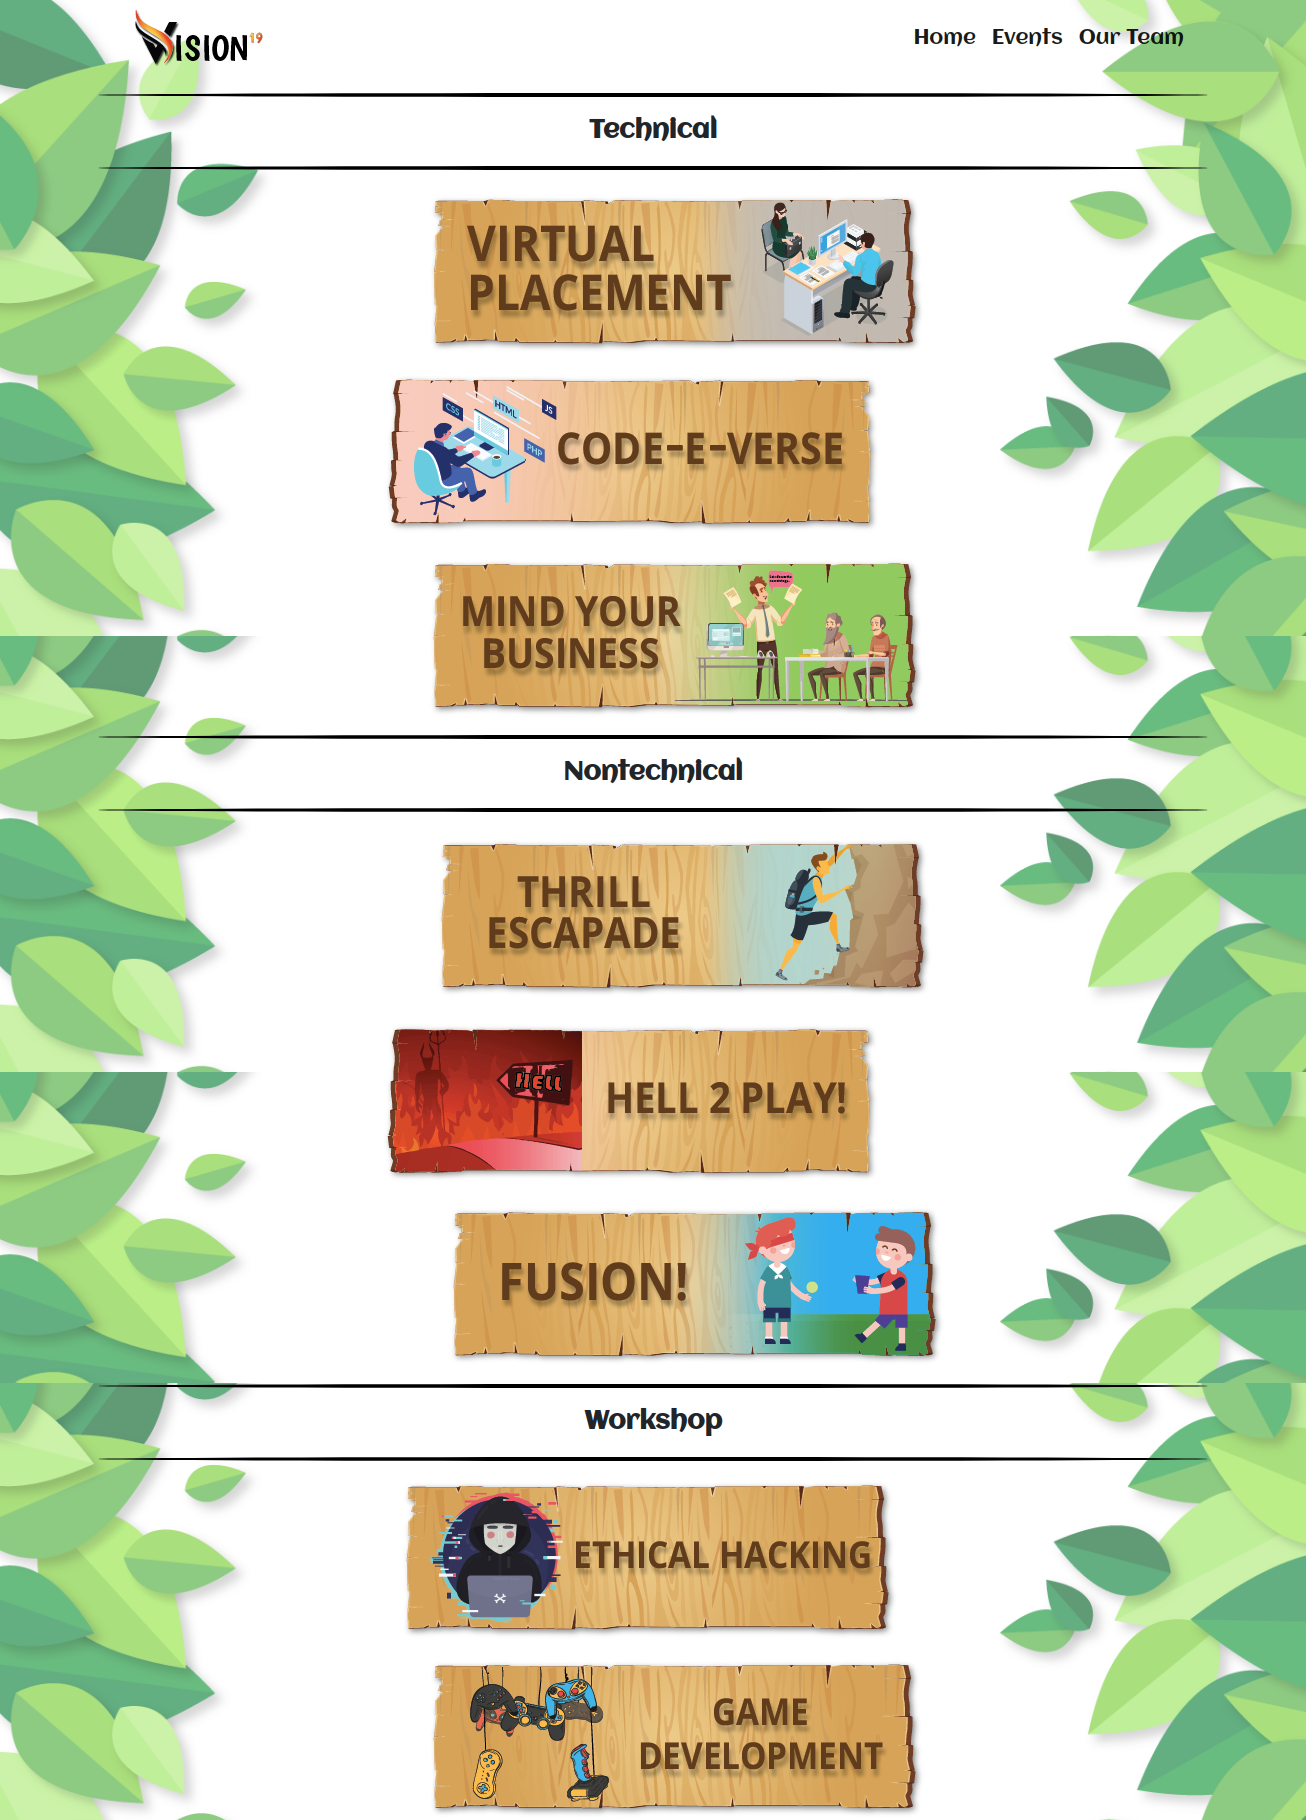 VISION'19
Home Events Our Team
Technical
VIRTUAL
PLACEMENT
CSS
HTML
JS
PHP
CODE-E-VERSE
MIND YOUR
BUSINESS
Nontechnical
THRILL
ESCAPADE
HELL
HELL 2 PLAY!
FUSION!
Workshop
ETHICAL HACKING
GAME
DEVELOPMENT